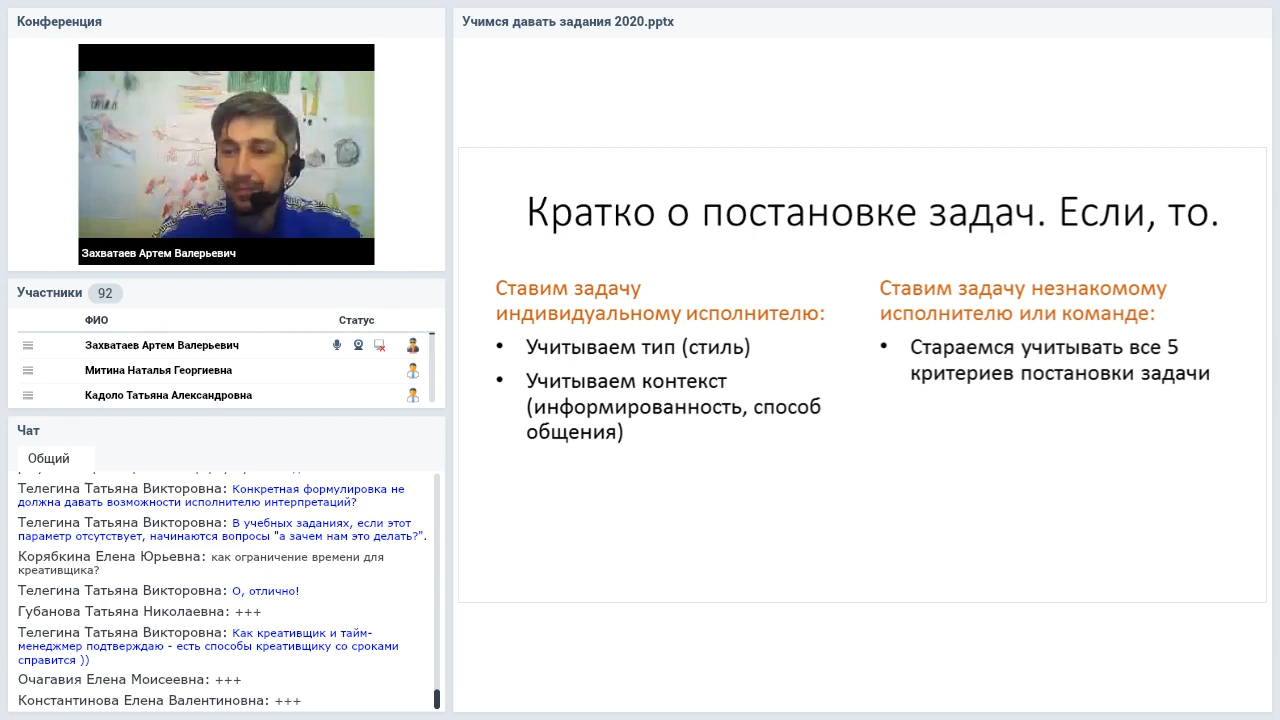 Конференция
Захватаев Артем Валерьевич
Участники 92
ФИО Статус
Захватаев Артем Валерьевич
Митина Наталья Георгиевна
Кадоло Татьяна Александровна
Чат
Общий
Телегина Татьяна Викторовна: Конкретная формулировка не
должна давать возможности исполнителю интерпретаций?
Телегина Татьяна Викторовна: В учебных заданиях, если этот
параметр отсутствует, начинаются вопросы "а зачем нам это делать?".
Корябкина Елена Юрьевна: как ограничение времени для
креативщика?
Телегина Татьяна Викторовна: О, отлично!
Губанова Татьяна Николаевна: +++
Телегина Татьяна Викторовна: Как креативщик и тайм-
менеджмер подтверждаю - есть способы креативщику со сроками
справится ))
Очагавия Елена Моисеевна: +++
Константинова Елена Валентиновна: +++
Учимся давать задания 2020.pptx
Кратко о постановке задач. Если, то.
Ставим задачу
индивидуальному исполнителю:
• Учитываем тип (стиль)
• Учитываем контекст
(информированность, способ
общения)
Ставим задачу незнакомому
исполнителю или команде:
• Стараемся учитывать все 5
критериев постановки задачи